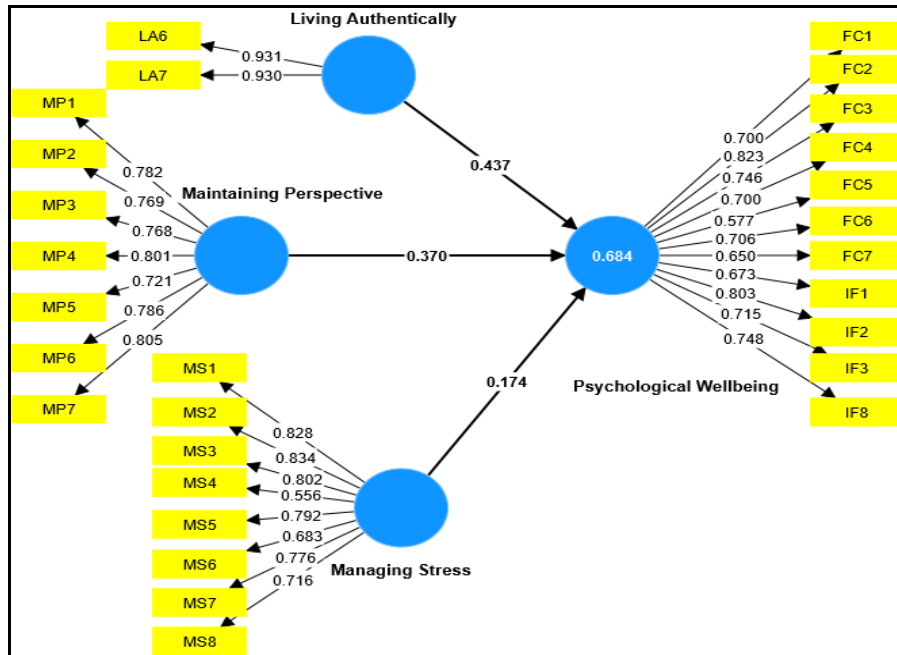 Living Authentically
LA6
0.931
LA7
0.930
MP1
0.782
MP2
0.769
MP3
0.768
MP4
0.801
MP5
0.721
MP6
0.786
MP7
0.805
Maintaining Perspective
0.437
0.370
0.174
0.684
MS1
0.828
MS2
0.834
MS3
0.802
MS4
0.556
MS5
0.792
MS6
0.683
MS7
0.776
MS8
0.716
Managing Stress
FC1
0.700
FC2
0.823
FC3
0.746
FC4
0.700
FC5
0.577
FC6
0.706
FC7
0.650
IF1
0.673
IF2
0.803
IF3
0.715
IF8
0.748
Psychological Wellbeing